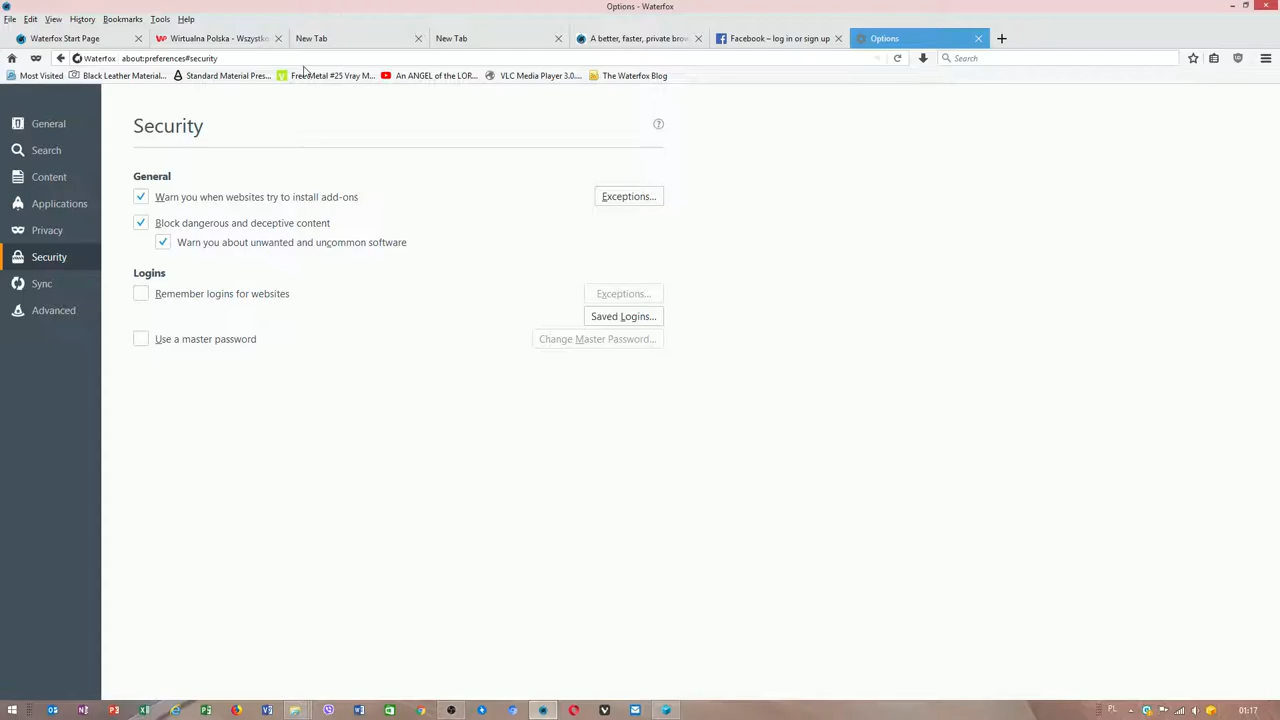 Options - Waterfox
File Edit View History Bookmarks Tools Help
Waterfox Start Page Wirtualna Polska - Wszystko New Tab New Tab A better, faster, private brow Facebook – log in or sign up Options
Waterfox about:preferences#security Search
Most Visited Black Leather Material... Standard Material Pres... Free Metal #25 Vray M... An ANGEL of the LOR... VLC Media Player 3.0.... The Waterfox Blog
General
Search
Content
Applications
Privacy
Security
Sync
Advanced
Security
General
Warn you when websites try to install add-ons Exceptions...
Block dangerous and deceptive content
Warn you about unwanted and uncommon software
Logins
Remember logins for websites Exceptions...
Saved Logins...
Use a master password Change Master Password...
PL 01:17